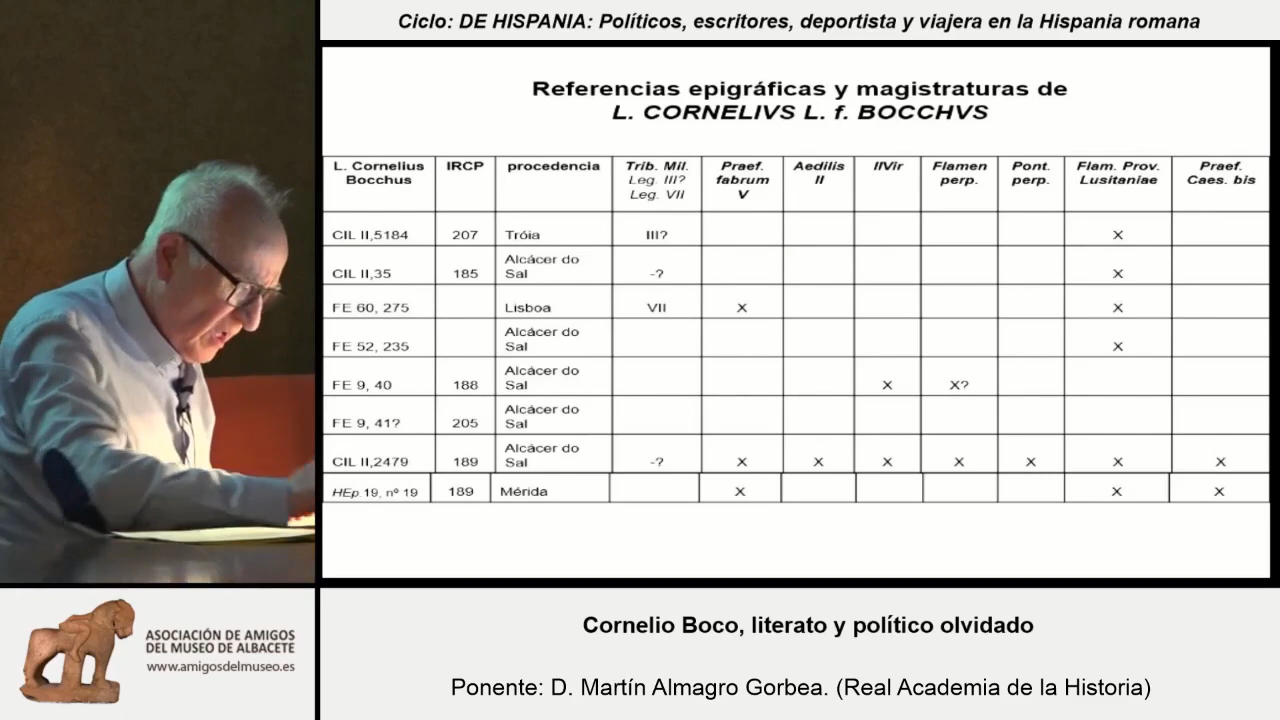 Ciclo: DE HISPANIA: Políticos, escritores, deportista y viajera en la Hispania romana
Referencias epigráficas y magistraturas de
L. CORNELIVS L. f. BOCCHVS
L. Cornelius Bocchus | IRCP | procedencia | Trib. Mil. Leg. III? Leg. VII | Praef. fabrum V | Aedilis II | IIVir | Flamen perp. | Pont. perp. | Flam. Prov. Lusitaniae | Praef. Caes. bis
CIL II,5184 | 207 | Tróia | III? | | | | | | X |
CIL II,35 | 185 | Alcácer do Sal | -? | | | | | | X |
FE 60, 275 | | Lisboa | VII | X | | | | | X |
FE 52, 235 | | Alcácer do Sal | | | | | | | X |
FE 9, 40 | 188 | Alcácer do Sal | | | | X | X? | | |
FE 9, 41? | 205 | Alcácer do Sal | | | | | | | |
CIL II,2479 | 189 | Alcácer do Sal | -? | X | X | X | X | X | X | X
HEp.19, nº 19 | 189 | Mérida | | X | | | | | X | X
ASOCIACIÓN DE AMIGOS
DEL MUSEO DE ALBACETE
www.amigosdelmuseo.es
Cornelio Boco, literato y político olvidado
Ponente: D. Martín Almagro Gorbea. (Real Academia de la Historia)